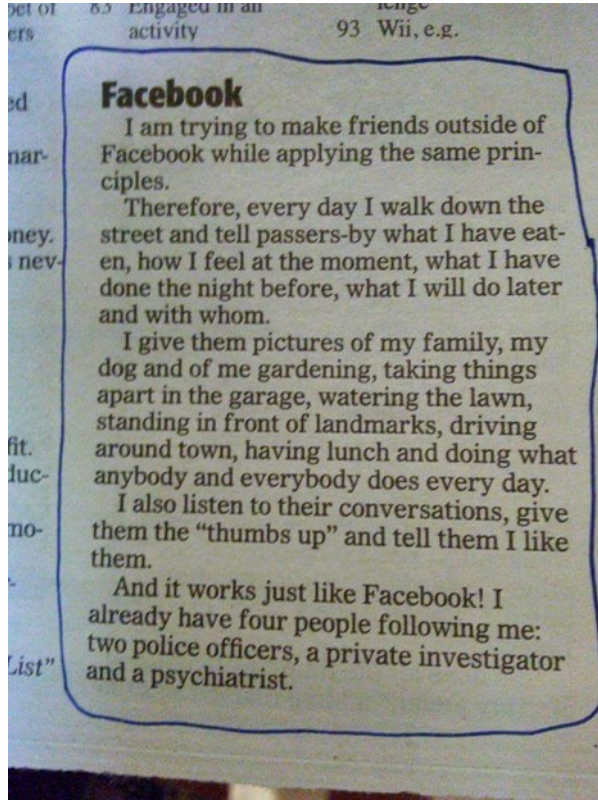 83 Engaged in an
activity
93 Wii, e.g.
ers
ed
mar-
oney.
nev-
fit.
duc-
mo-
List”
Facebook
I am trying to make friends outside of
Facebook while applying the same prin-
ciples.
Therefore, every day I walk down the
street and tell passers-by what I have eat-
en, how I feel at the moment, what I have
done the night before, what I will do later
and with whom.
I give them pictures of my family, my
dog and of me gardening, taking things
apart in the garage, watering the lawn,
standing in front of landmarks, driving
around town, having lunch and doing what
anybody and everybody does every day.
I also listen to their conversations, give
them the “thumbs up” and tell them I like
them.
And it works just like Facebook! I
already have four people following me:
two police officers, a private investigator
and a psychiatrist.